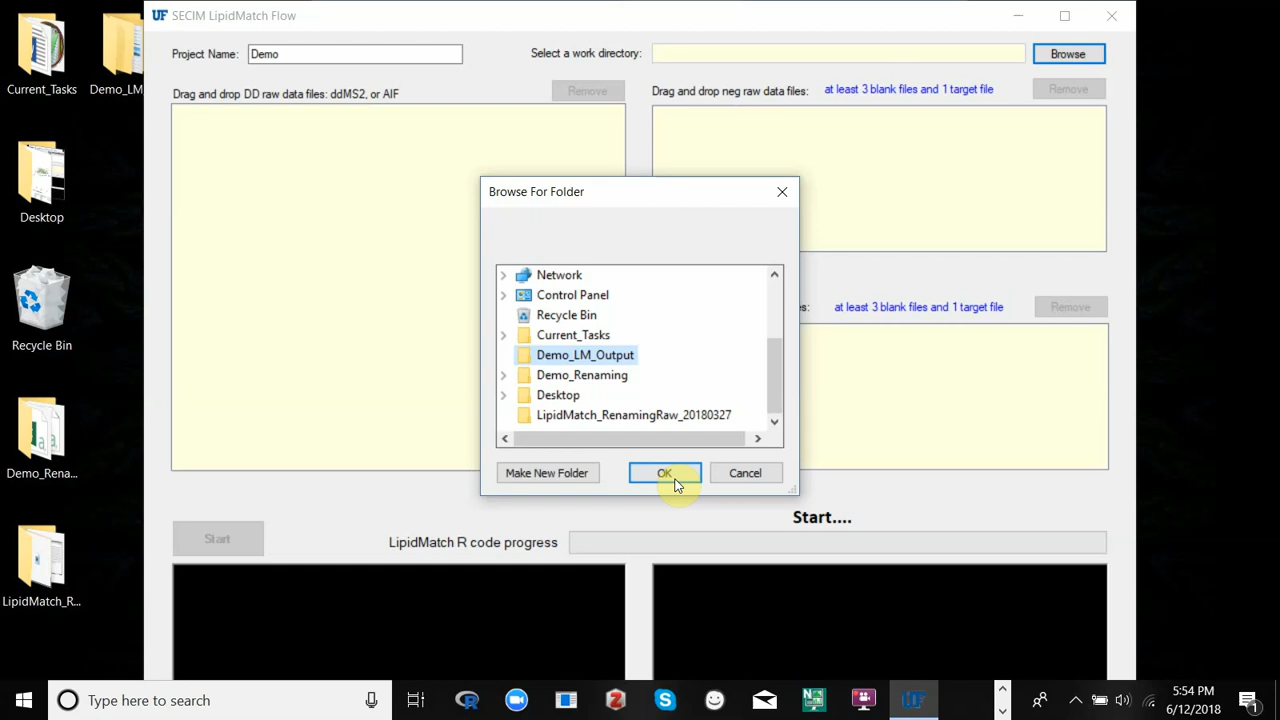 Current_Tasks
Demo_LM
Desktop
Recycle Bin
Demo_Rena...
LipidMatch_R...
UF SECIM LipidMatch Flow
Project Name: Demo
Select a work directory:
Browse
Drag and drop DD raw data files: ddMS2, or AIF
Remove
Drag and drop neg raw data files:
at least 3 blank files and 1 target file
Remove
Browse For Folder
Network
Control Panel
Recycle Bin
Current_Tasks
Demo_LM_Output
Demo_Renaming
Desktop
LipidMatch_RenamingRaw_20180327
Make New Folder
OK
Cancel
s:
at least 3 blank files and 1 target file
Remove
Start....
Start
LipidMatch R code progress
Type here to search
5:54 PM
6/12/2018